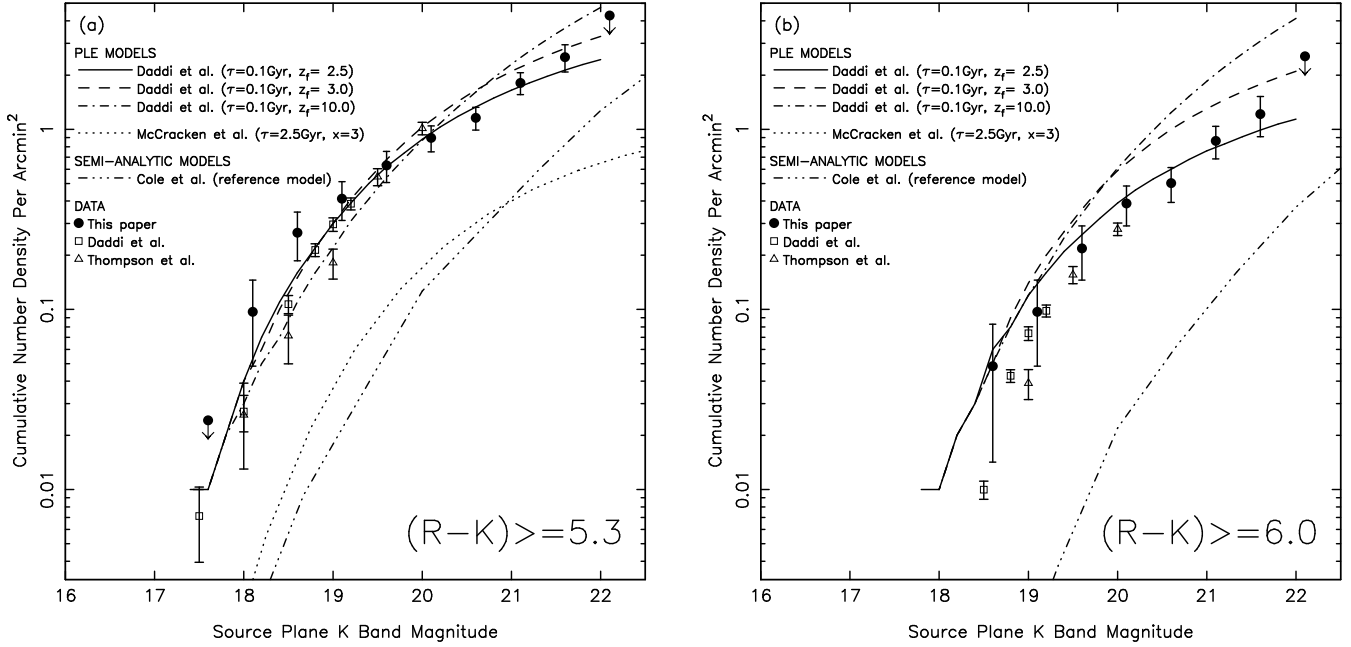 (a)
PLE MODELS
Daddi et al. (τ=0.1Gyr, z_f= 2.5)
Daddi et al. (τ=0.1Gyr, z_f= 3.0)
Daddi et al. (τ=0.1Gyr, z_f=10.0)
McCracken et al. (τ=2.5Gyr, x=3)
SEMI-ANALYTIC MODELS
Cole et al. (reference model)
DATA
This paper
Daddi et al.
Thompson et al.
(R-K)>=5.3
1
0.1
0.01
Cumulative Number Density Per Arcmin²
16 17 18 19 20 21 22
Source Plane K Band Magnitude
(b)
PLE MODELS
Daddi et al. (τ=0.1Gyr, z_f= 2.5)
Daddi et al. (τ=0.1Gyr, z_f= 3.0)
Daddi et al. (τ=0.1Gyr, z_f=10.0)
McCracken et al. (τ=2.5Gyr, x=3)
SEMI-ANALYTIC MODELS
Cole et al. (reference model)
DATA
This paper
Daddi et al.
Thompson et al.
(R-K)>=6.0
1
0.1
0.01
Cumulative Number Density Per Arcmin²
16 17 18 19 20 21 22
Source Plane K Band Magnitude